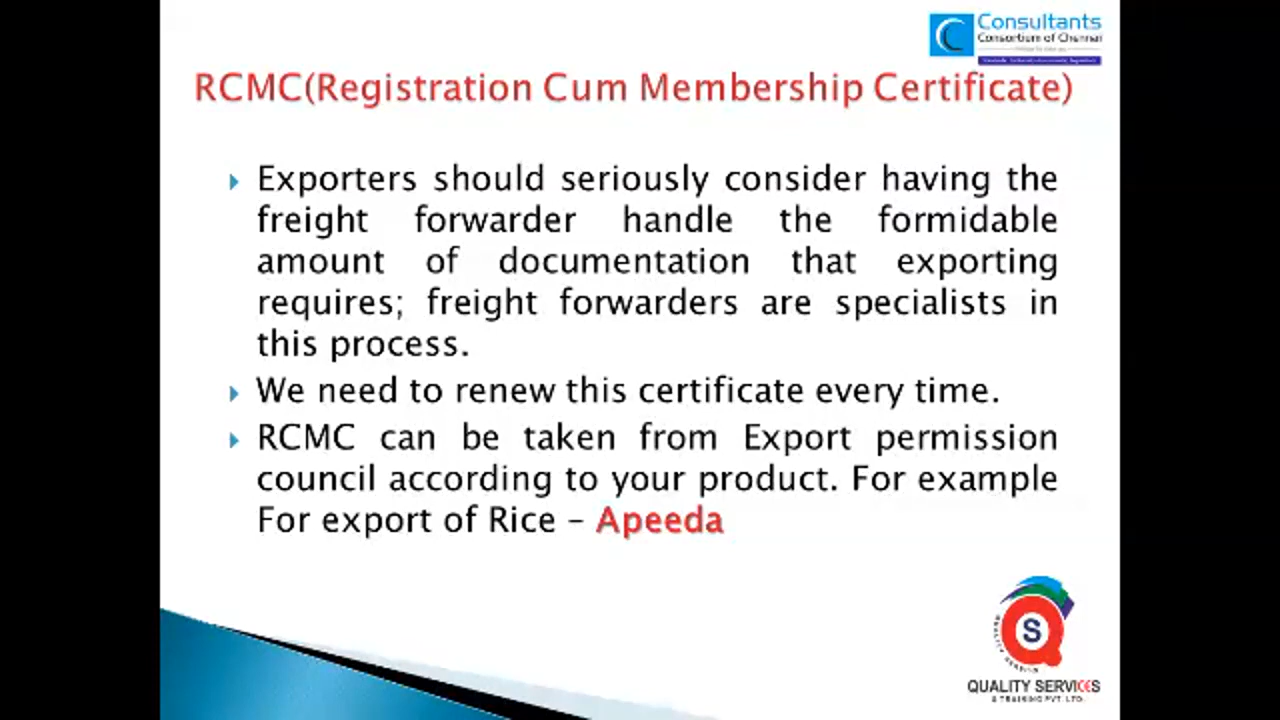 Consultants
Consortium of Chennai
RCMC(Registration Cum Membership Certificate)
Exporters should seriously consider having the
freight forwarder handle the formidable
amount of documentation that exporting
requires; freight forwarders are specialists in
this process.
We need to renew this certificate every time.
RCMC can be taken from Export permission
council according to your product. For example
For export of Rice – Apeeda
S
QUALITY SERVICES
& TRAINING PVT. LTD.